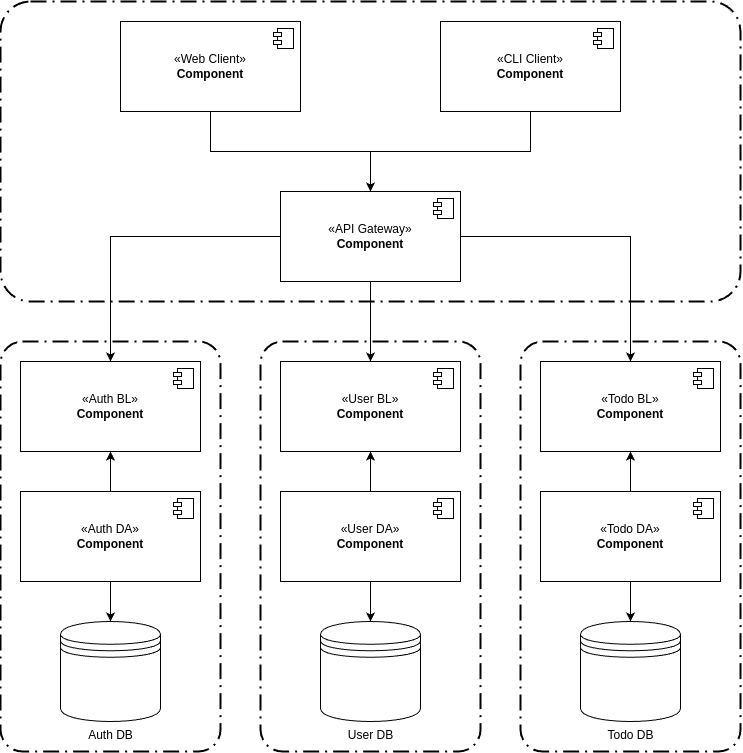 «Web Client»
Component
«CLI Client»
Component
«API Gateway»
Component
«Auth BL»
Component
«User BL»
Component
«Todo BL»
Component
«Auth DA»
Component
«User DA»
Component
«Todo DA»
Component
Auth DB
User DB
Todo DB